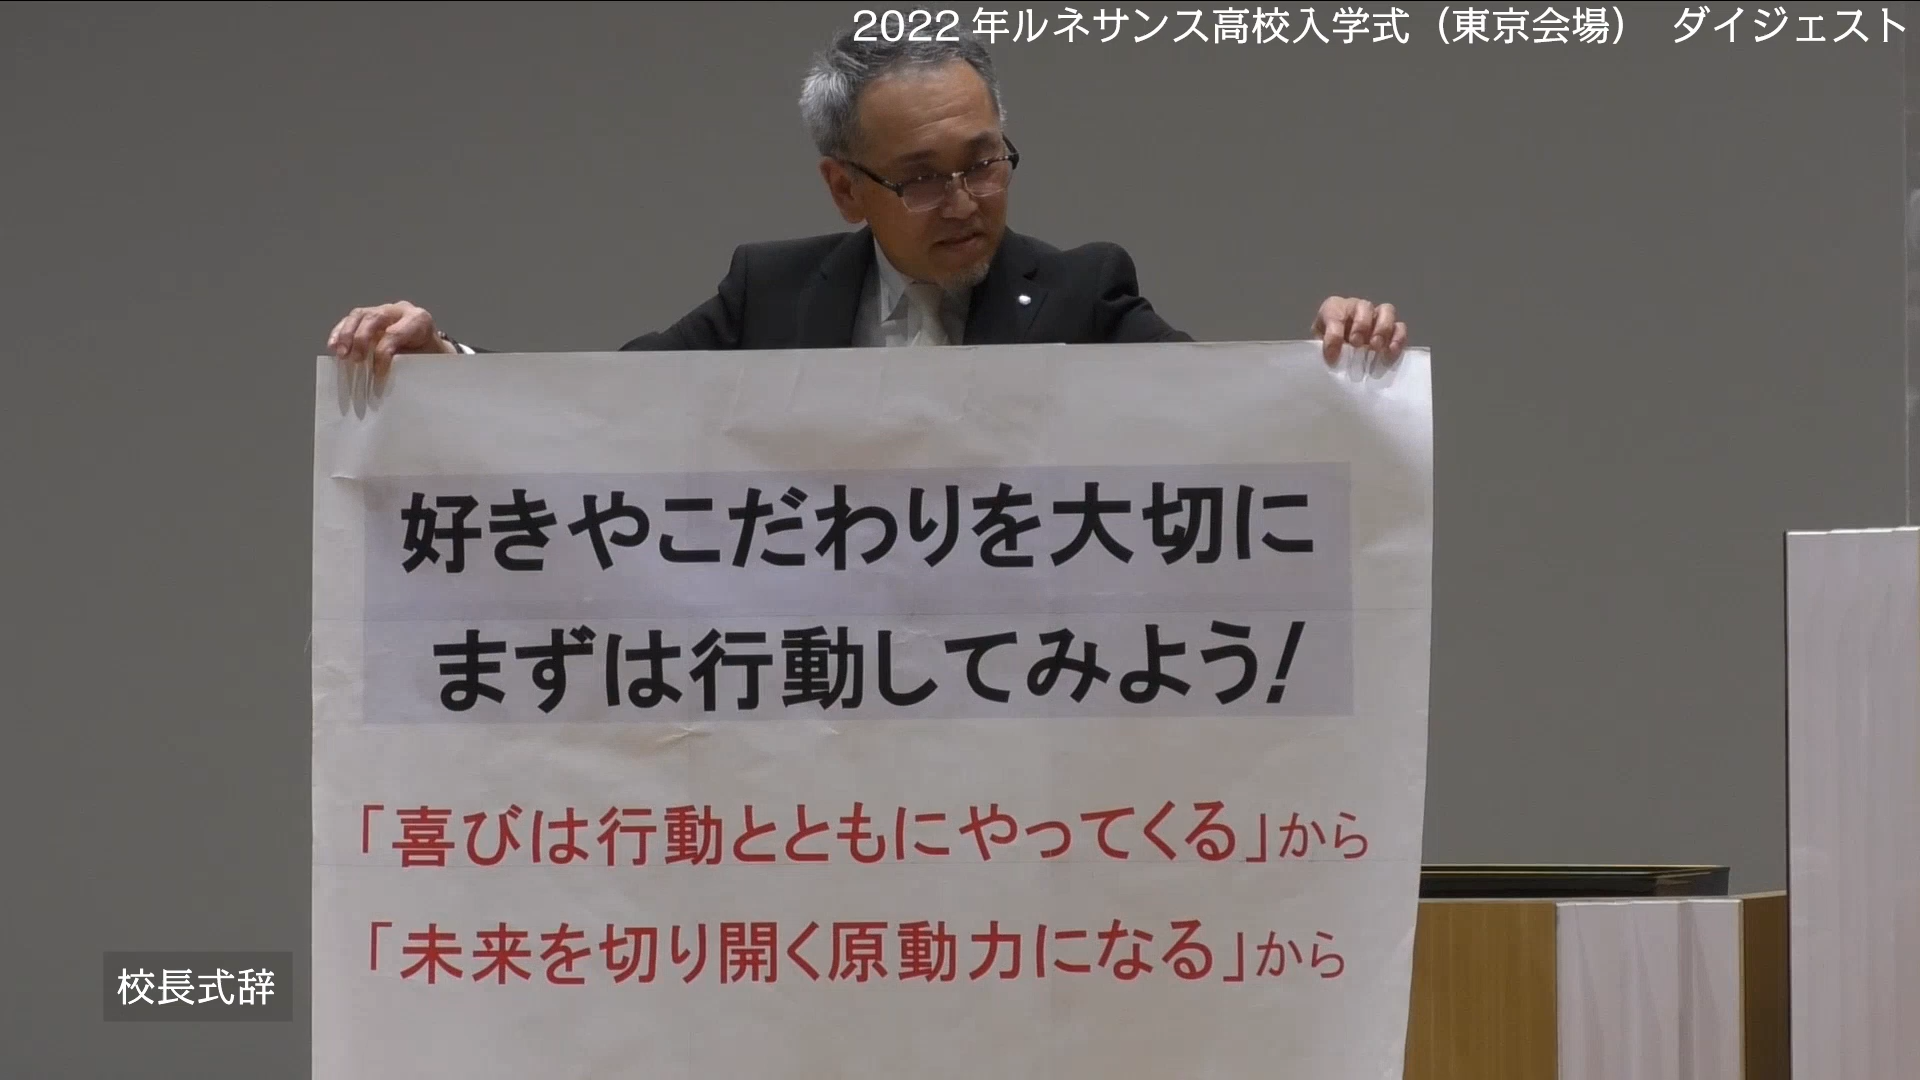 2022年ルネサンス高校入学式（東京会場）　ダイジェスト
好きやこだわりを大切に
まずは行動してみよう!
「喜びは行動とともにやってくる」から
「未来を切り開く原動力になる」から
校長式辞